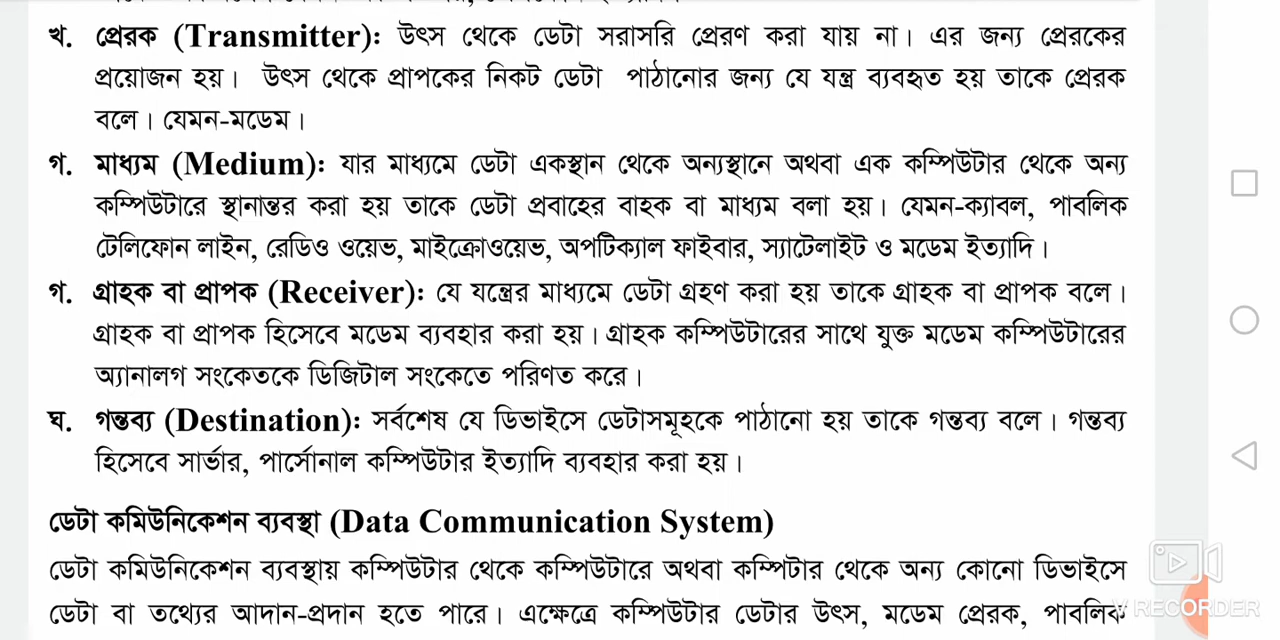 খ. প্রেরক (Transmitter): উৎস থেকে ডেটা সরাসরি প্রেরণ করা যায় না। এর জন্য প্রেরকের
প্রয়োজন হয়। উৎস থেকে প্রাপকের নিকট ডেটা পাঠানোর জন্য যে যন্ত্র ব্যবহৃত হয় তাকে প্রেরক
বলে। যেমন-মডেম।
গ. মাধ্যম (Medium): যার মাধ্যমে ডেটা একস্থান থেকে অন্যস্থানে অথবা এক কম্পিউটার থেকে অন্য
কম্পিউটারে স্থানান্তর করা হয় তাকে ডেটা প্রবাহের বাহক বা মাধ্যম বলা হয়। যেমন-ক্যাবল, পাবলিক
টেলিফোন লাইন, রেডিও ওয়েভ, মাইক্রোওয়েভ, অপটিক্যাল ফাইবার, স্যাটেলাইট ও মডেম ইত্যাদি।
গ. গ্রাহক বা প্রাপক (Receiver): যে যন্ত্রের মাধ্যমে ডেটা গ্রহণ করা হয় তাকে গ্রাহক বা প্রাপক বলে।
গ্রাহক বা প্রাপক হিসেবে মডেম ব্যবহার করা হয়। গ্রাহক কম্পিউটারের সাথে যুক্ত মডেম কম্পিউটারের
অ্যানালগ সংকেতকে ডিজিটাল সংকেতে পরিণত করে।
ঘ. গন্তব্য (Destination): সর্বশেষ যে ডিভাইসে ডেটাসমূহকে পাঠানো হয় তাকে গন্তব্য বলে। গন্তব্য
হিসেবে সার্ভার, পার্সোনাল কম্পিউটার ইত্যাদি ব্যবহার করা হয়।
ডেটা কমিউনিকেশন ব্যবস্থা (Data Communication System)
ডেটা কমিউনিকেশন ব্যবস্থায় কম্পিউটার থেকে কম্পিউটারে অথবা কম্পিটার থেকে অন্য কোনো ডিভাইসে
ডেটা বা তথ্যের আদান-প্রদান হতে পারে। এক্ষেত্রে কম্পিউটার ডেটার উৎস, মডেম প্রেরক, পাবলিক
V RECORDER